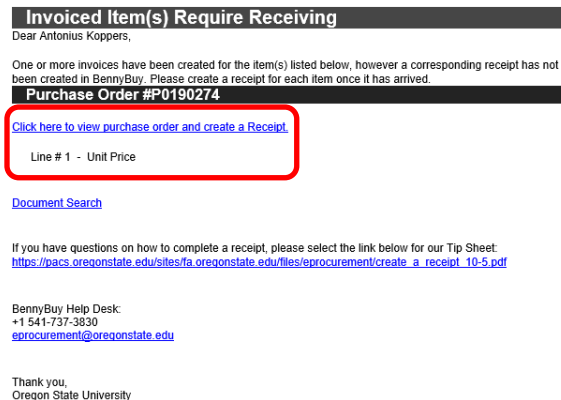 Invoiced Item(s) Require Receiving
Dear Antonius Koppers,
One or more invoices have been created for the item(s) listed below, however a corresponding receipt has not
been created in BennyBuy. Please create a receipt for each item once it has arrived.
Purchase Order #P0190274
Click here to view purchase order and create a Receipt.
Line # 1 - Unit Price
Document Search
If you have questions on how to complete a receipt, please select the link below for our Tip Sheet:
https://pacs.oregonstate.edu/sites/fa.oregonstate.edu/files/eprocurement/create_a_receipt_10-5.pdf
BennyBuy Help Desk:
+1 541-737-3830
eprocurement@oregonstate.edu
Thank you,
Oregon State University